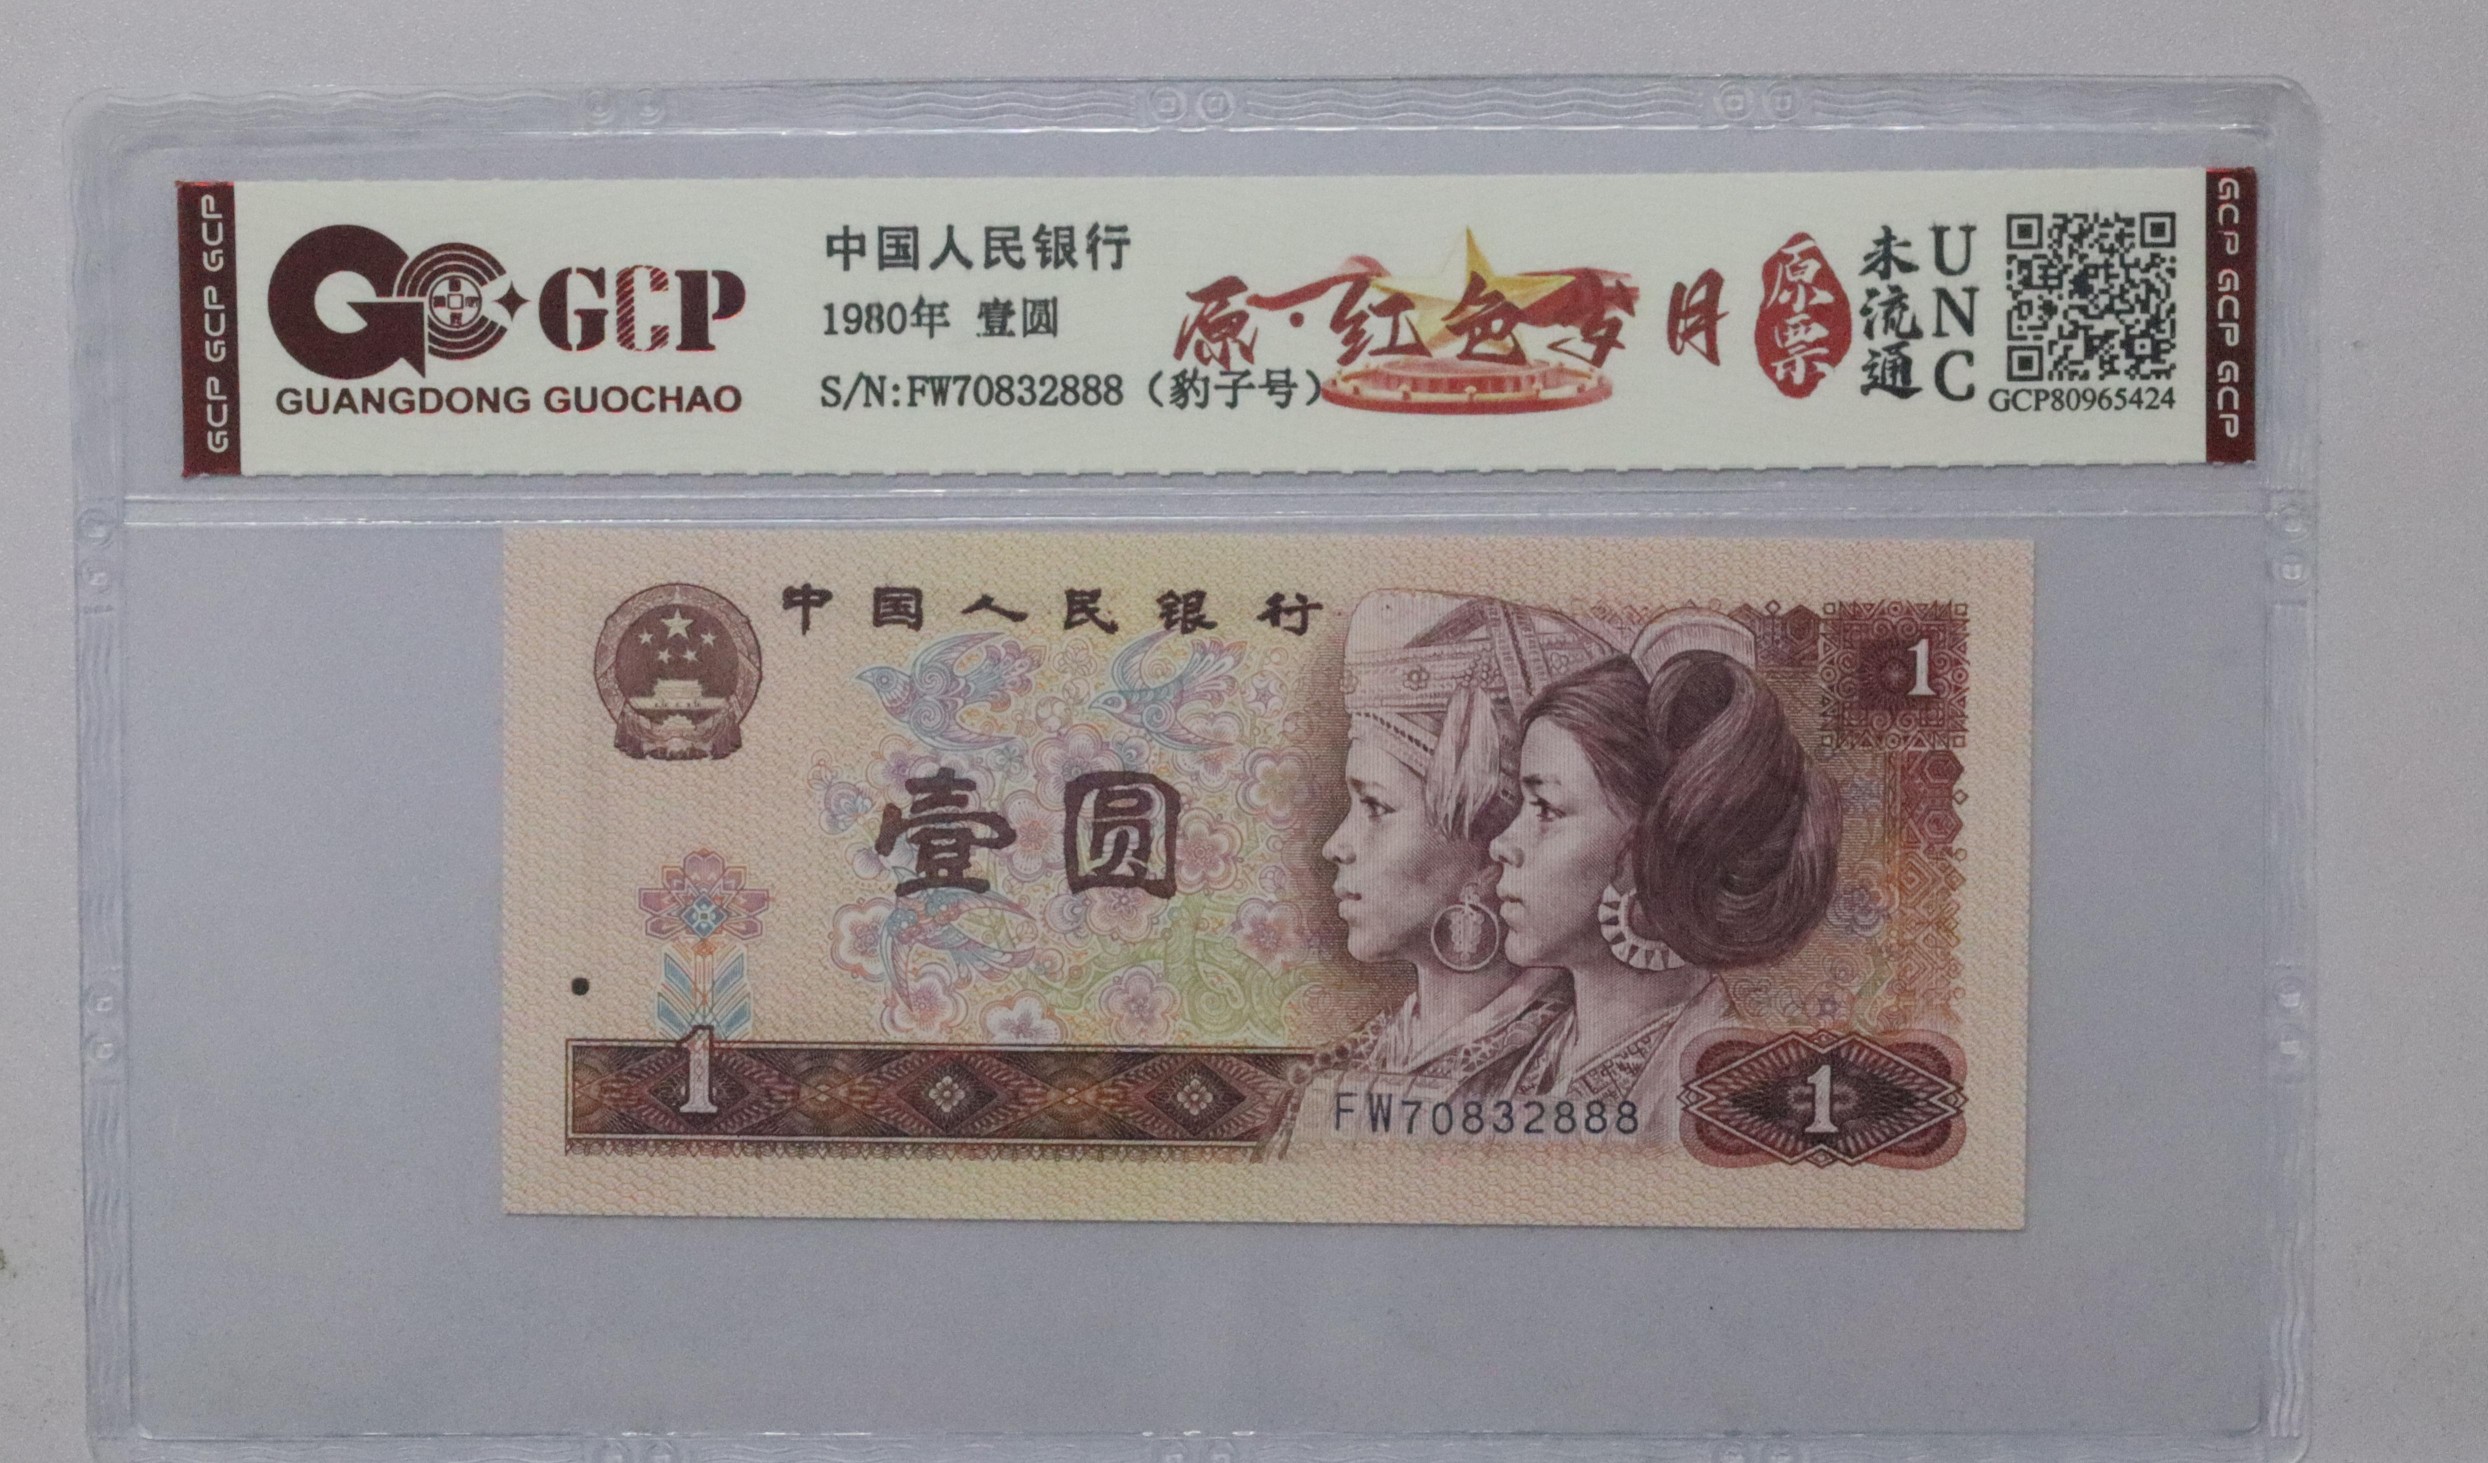 GCP GCP GCP
GCP
GUANGDONG GUOCHAO
中国人民银行
1980年 壹圆
S/N:FW70832888（豹子号）
原·红色岁月
原票
未流通
UNC
GCP80965424
GCP GCP GCP
中国人民银行
1
壹圆
1
FW70832888
1